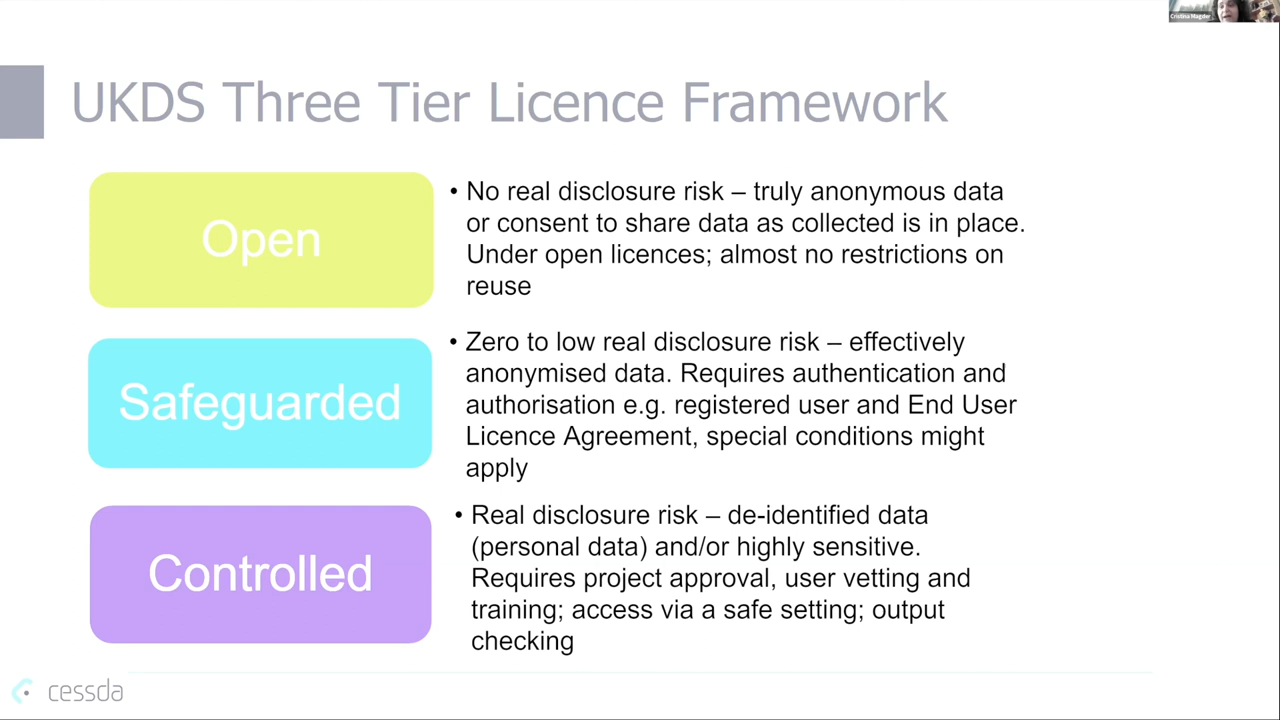 Cristina Magder
UKDS Three Tier Licence Framework
Open
• No real disclosure risk – truly anonymous data
or consent to share data as collected is in place.
Under open licences; almost no restrictions on
reuse
Safeguarded
• Zero to low real disclosure risk – effectively
anonymised data. Requires authentication and
authorisation e.g. registered user and End User
Licence Agreement, special conditions might
apply
Controlled
• Real disclosure risk – de-identified data
(personal data) and/or highly sensitive.
Requires project approval, user vetting and
training; access via a safe setting; output
checking
cessda